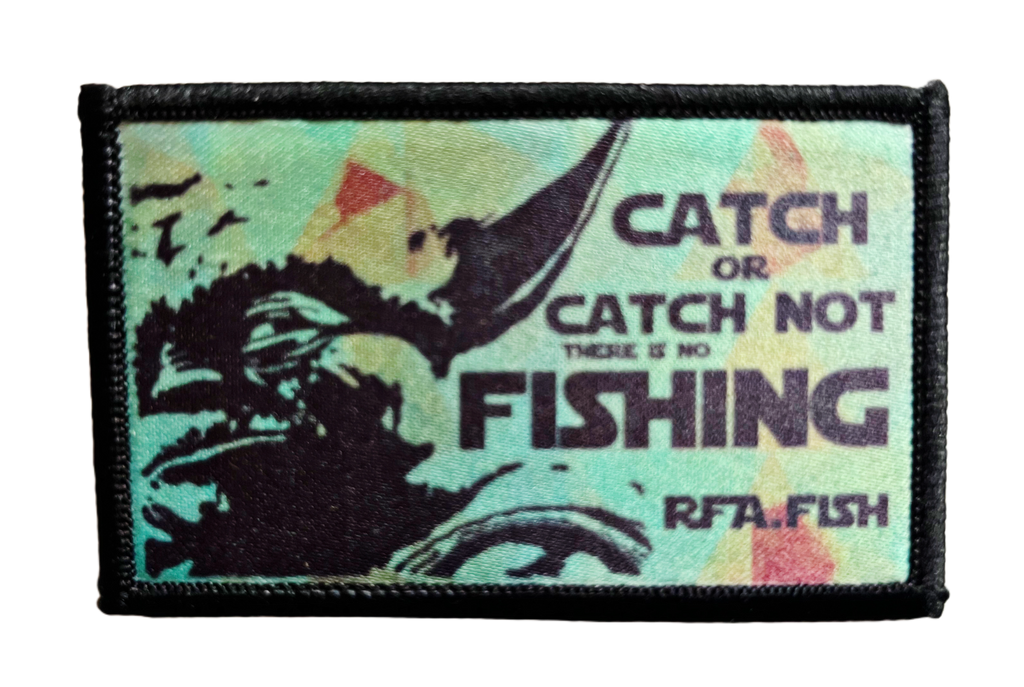 CATCH
OR
CATCH NOT
THERE IS NO
FISHING
RFA.FISH